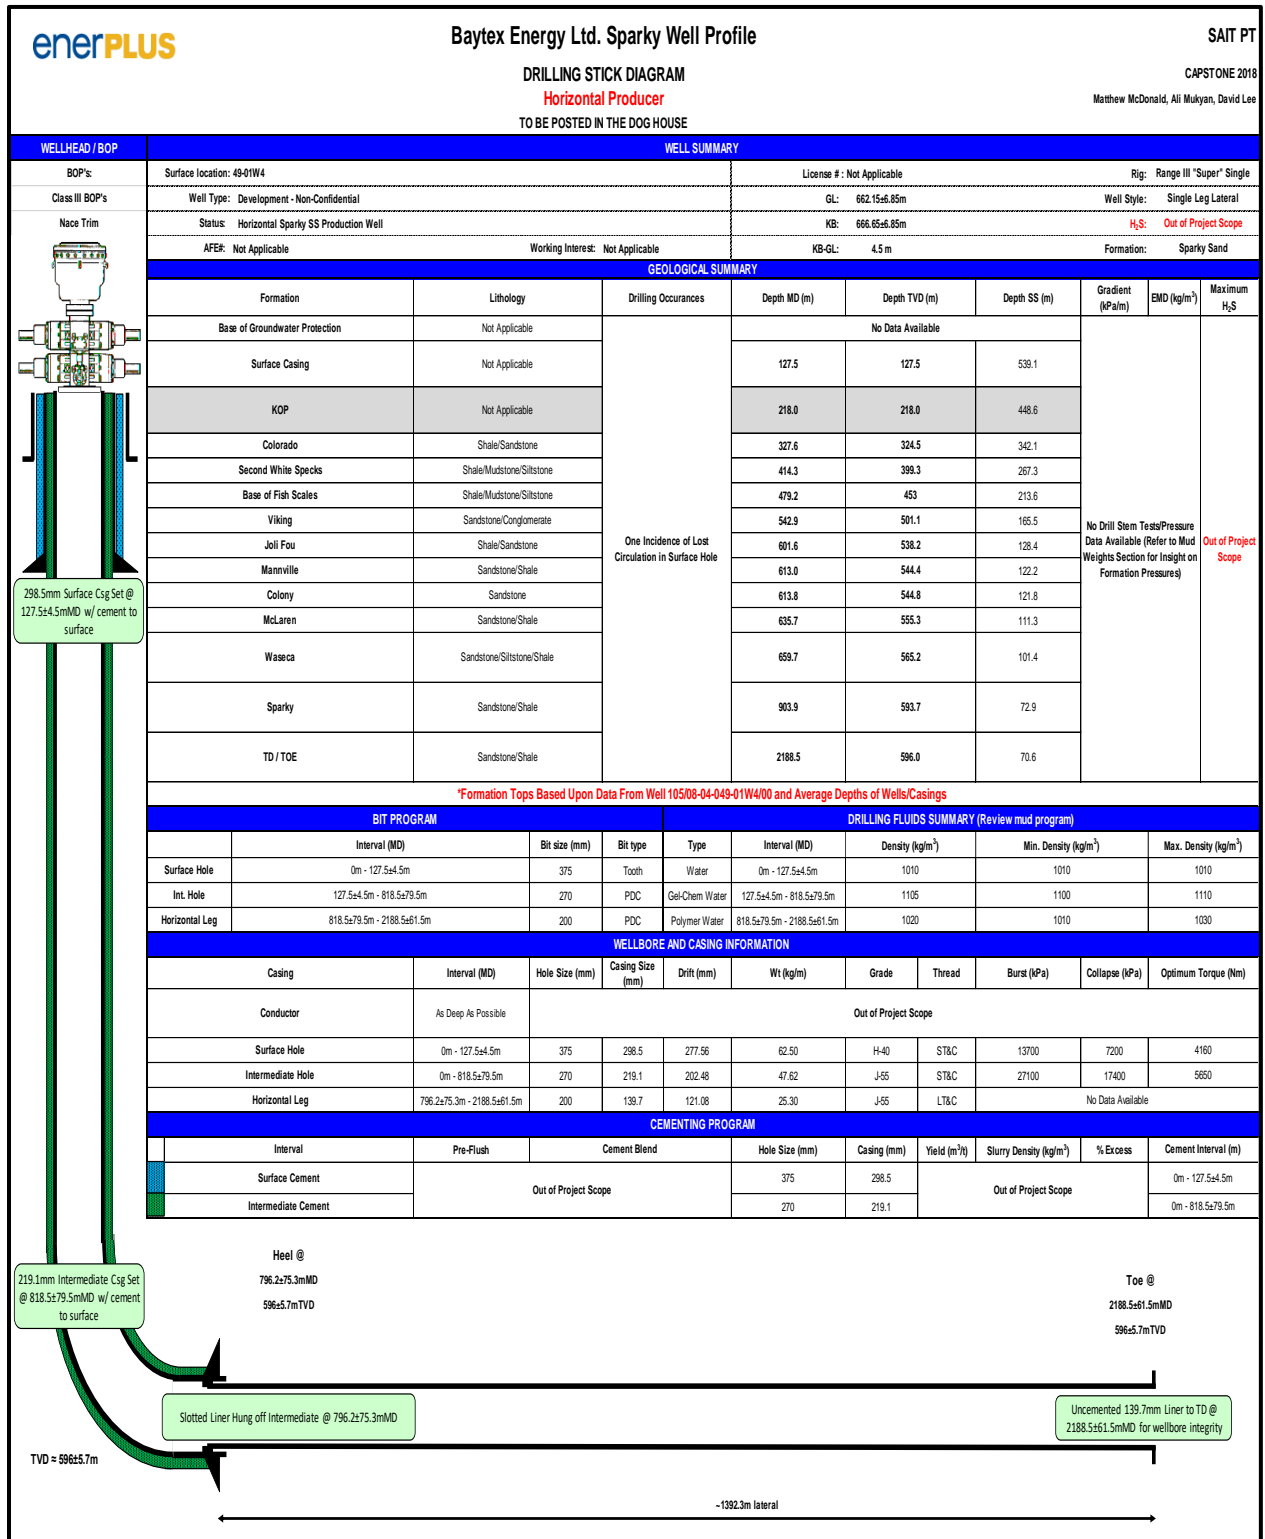 enerPLUS
Baytex Energy Ltd. Sparky Well Profile
SAIT PT
DRILLING STICK DIAGRAM
CAPSTONE 2018
Horizontal Producer
Matthew McDonald, Ali Mukyan, David Lee
TO BE POSTED IN THE DOG HOUSE
WELLHEAD / BOP
WELL SUMMARY
BOP's:
Surface location: 49-01W4
License # : Not Applicable
Rig: Range III "Super" Single
Class III BOP's
Well Type: Development - Non-Confidential
GL: 662.15±6.85m
Well Style: Single Leg Lateral
Nace Trim
Status: Horizontal Sparky SS Production Well
KB: 666.65±6.85m
H2S: Out of Project Scope
AFE#: Not Applicable
Working Interest: Not Applicable
KB-GL: 4.5 m
Formation: Sparky Sand
GEOLOGICAL SUMMARY
Formation Lithology Drilling Occurances Depth MD (m) Depth TVD (m) Depth SS (m) Gradient (kPa/m) EMD (kg/m³) Maximum H2S
Base of Groundwater Protection Not Applicable No Data Available
Surface Casing Not Applicable 127.5 127.5 539.1
KOP Not Applicable 218.0 218.0 448.6
Colorado Shale/Sandstone 327.6 324.5 342.1
Second White Specks Shale/Mudstone/Siltstone 414.3 399.3 267.3
Base of Fish Scales Shale/Mudstone/Siltstone 479.2 453 213.6
Viking Sandstone/Conglomerate 542.9 501.1 165.5
Joli Fou Shale/Sandstone 601.6 538.2 128.4
Mannville Sandstone/Shale 613.0 544.4 122.2
Colony Sandstone 613.8 544.8 121.8
McLaren Sandstone/Shale 635.7 555.3 111.3
Waseca Sandstone/Siltstone/Shale 659.7 565.2 101.4
Sparky Sandstone/Shale 903.9 593.7 72.9
TD / TOE Sandstone/Shale 2188.5 596.0 70.6
One Incidence of Lost
Circulation in Surface Hole
No Drill Stem Tests/Pressure
Data Available (Refer to Mud
Weights Section for Insight on
Formation Pressures)
Out of Project
Scope
298.5mm Surface Csg Set @
127.5±4.5mMD w/ cement to
surface
*Formation Tops Based Upon Data From Well 105/08-04-049-01W4/00 and Average Depths of Wells/Casings
BIT PROGRAM
DRILLING FLUIDS SUMMARY (Review mud program)
Interval (MD) Bit size (mm) Bit type Type Interval (MD) Density (kg/m³) Min. Density (kg/m³) Max. Density (kg/m³)
Surface Hole 0m - 127.5±4.5m 375 Tooth Water 0m - 127.5±4.5m 1010 1010 1010
Int. Hole 127.5±4.5m - 818.5±79.5m 270 PDC Gel-Chem Water 127.5±4.5m - 818.5±79.5m 1105 1100 1110
Horizontal Leg 818.5±79.5m - 2188.5±61.5m 200 PDC Polymer Water 818.5±79.5m - 2188.5±61.5m 1020 1010 1030
WELLBORE AND CASING INFORMATION
Casing Interval (MD) Hole Size (mm) Casing Size (mm) Drift (mm) Wt (kg/m) Grade Thread Burst (kPa) Collapse (kPa) Optimum Torque (Nm)
Conductor As Deep As Possible Out of Project Scope
Surface Hole 0m - 127.5±4.5m 375 298.5 277.56 62.50 H-40 ST&C 13700 7200 4160
Intermediate Hole 0m - 818.5±79.5m 270 219.1 202.48 47.62 J-55 ST&C 27100 17400 5650
Horizontal Leg 796.2±75.3m - 2188.5±61.5m 200 139.7 121.08 25.30 J-55 LT&C No Data Available
CEMENTING PROGRAM
Interval Pre-Flush Cement Blend Hole Size (mm) Casing (mm) Yield (m³/t) Slurry Density (kg/m³) % Excess Cement Interval (m)
Surface Cement 375 298.5 0m - 127.5±4.5m
Out of Project Scope Out of Project Scope
Intermediate Cement 270 219.1 0m - 818.5±79.5m
Heel @
796.2±75.3mMD
596±5.7mTVD
219.1mm Intermediate Csg Set
@ 818.5±79.5mMD w/ cement
to surface
Toe @
2188.5±61.5mMD
596±5.7mTVD
Slotted Liner Hung off Intermediate @ 796.2±75.3mMD
Uncemented 139.7mm Liner to TD @
2188.5±61.5mMD for wellbore integrity
TVD ≈ 596±5.7m
~1392.3m lateral